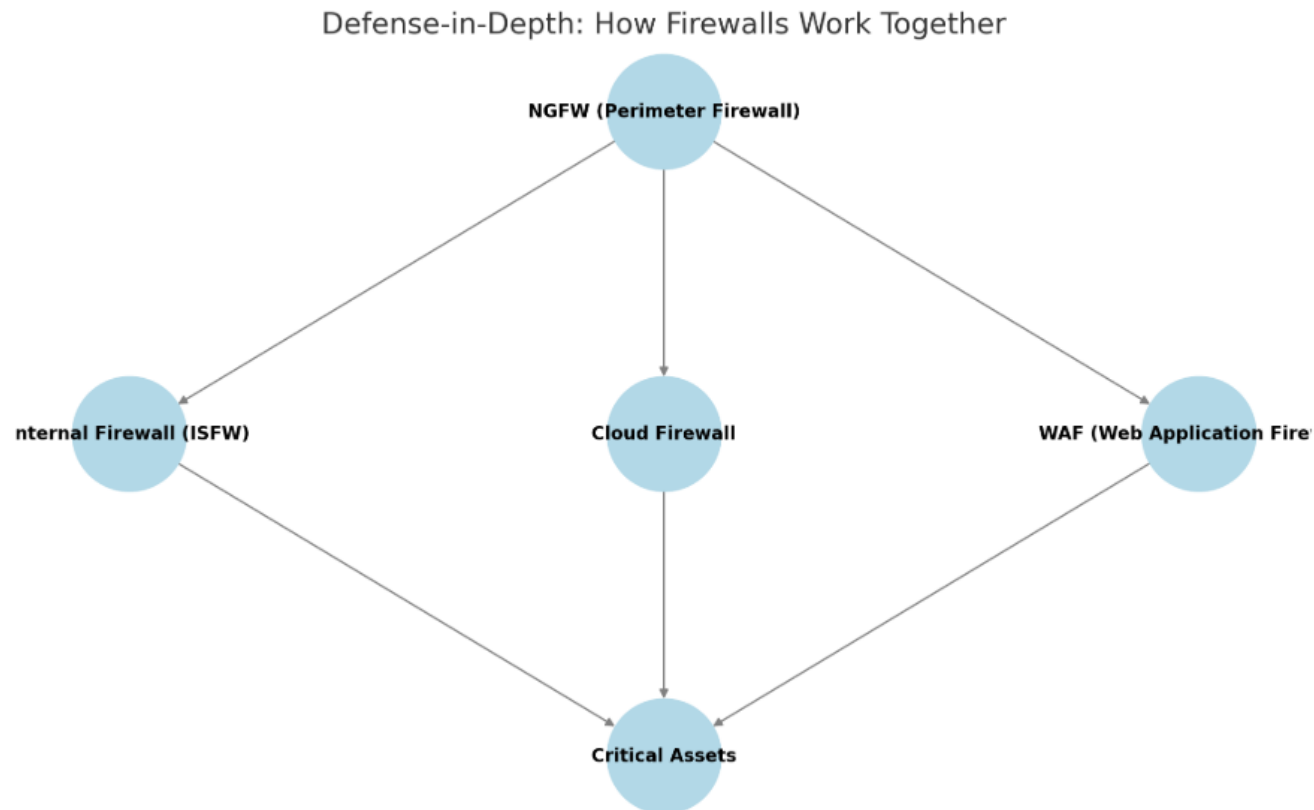 Defense-in-Depth: How Firewalls Work Together
NGFW (Perimeter Firewall)
nternal Firewall (ISFW)
Cloud Firewall
WAF (Web Application Fire
Critical Assets